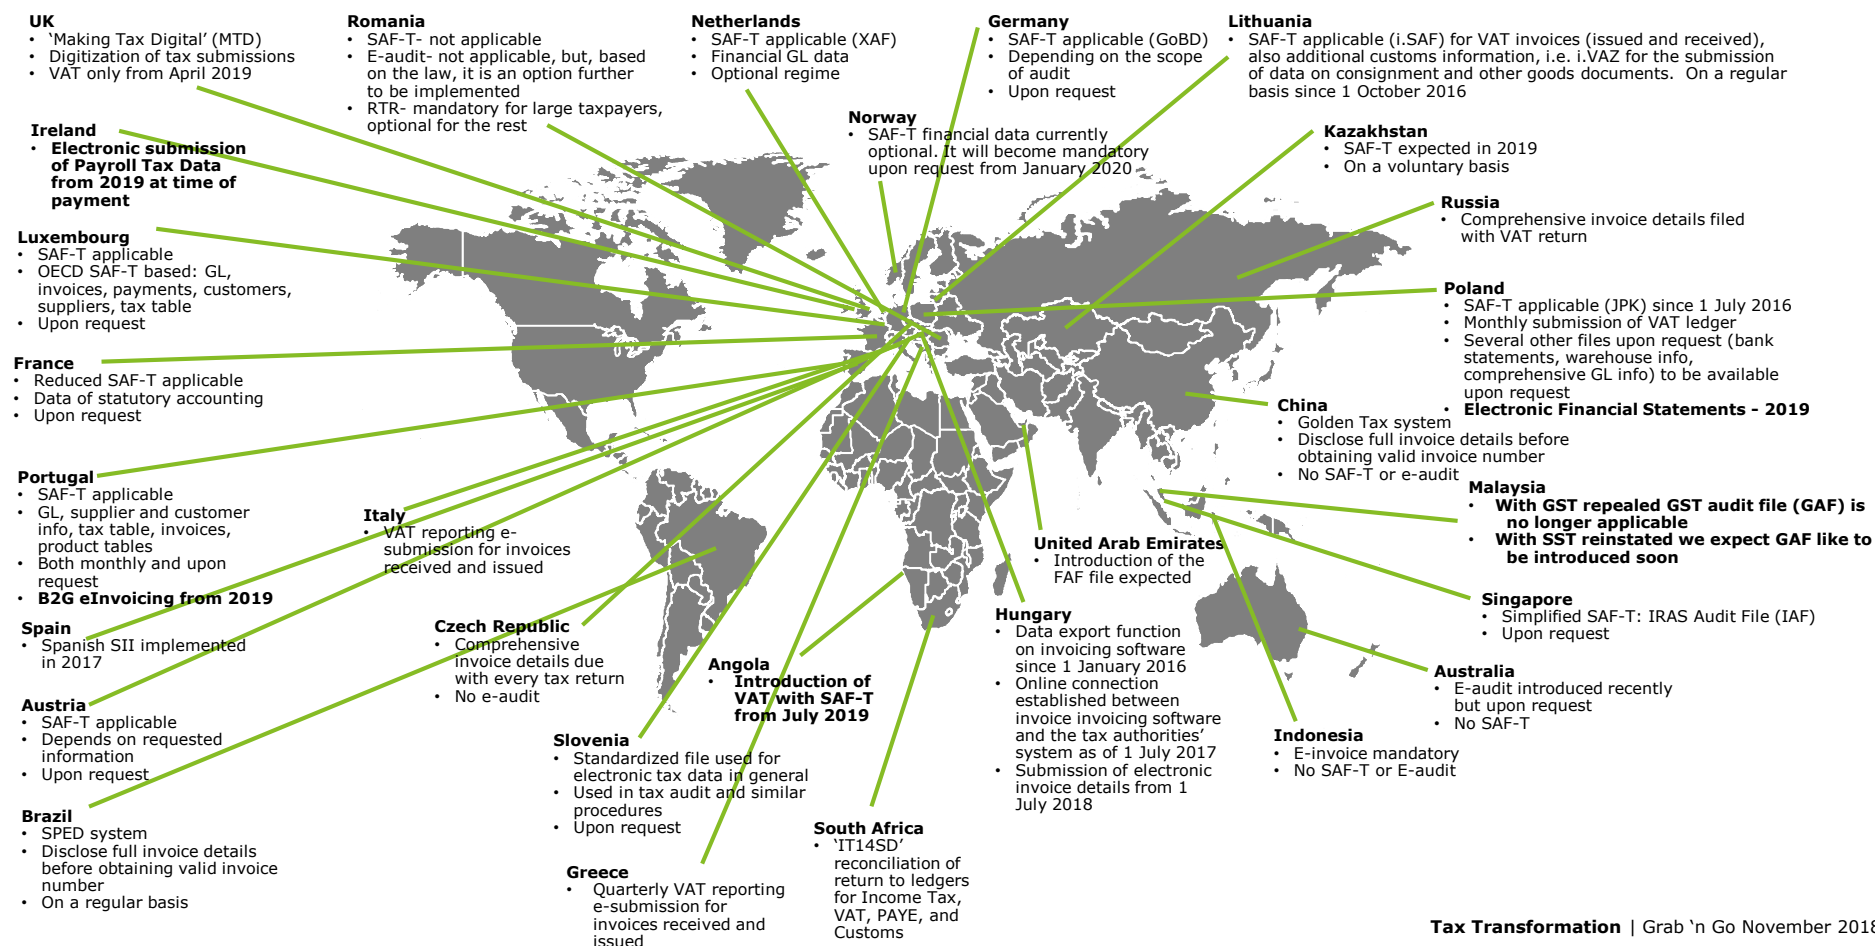 UK
• ‘Making Tax Digital’ (MTD)
• Digitization of tax submissions
• VAT only from April 2019
Romania
• SAF-T- not applicable
• E-audit- not applicable, but, based
on the law, it is an option further
to be implemented
• RTR- mandatory for large taxpayers,
optional for the rest
Netherlands
• SAF-T applicable (XAF)
• Financial GL data
• Optional regime
Germany
• SAF-T applicable (GoBD)
• Depending on the scope
of audit
• Upon request
Lithuania
• SAF-T applicable (i.SAF) for VAT invoices (issued and received),
also additional customs information, i.e. i.VAZ for the submission
of data on consignment and other goods documents. On a regular
basis since 1 October 2016
Ireland
• Electronic submission
of Payroll Tax Data
from 2019 at time of
payment
Norway
• SAF-T financial data currently
optional. It will become mandatory
upon request from January 2020
Kazakhstan
• SAF-T expected in 2019
• On a voluntary basis
Russia
• Comprehensive invoice details filed
with VAT return
Luxembourg
• SAF-T applicable
• OECD SAF-T based: GL,
invoices, payments, customers,
suppliers, tax table
• Upon request
Poland
• SAF-T applicable (JPK) since 1 July 2016
• Monthly submission of VAT ledger
• Several other files upon request (bank
statements, warehouse info,
comprehensive GL info) to be available
upon request
• Electronic Financial Statements - 2019
France
• Reduced SAF-T applicable
• Data of statutory accounting
• Upon request
China
• Golden Tax system
• Disclose full invoice details before
obtaining valid invoice number
• No SAF-T or e-audit
Portugal
• SAF-T applicable
• GL, supplier and customer
info, tax table, invoices,
product tables
• Both monthly and upon
request
• B2G eInvoicing from 2019
Italy
• VAT reporting e-
submission for invoices
received and issued
Malaysia
• With GST repealed GST audit file (GAF) is
no longer applicable
• With SST reinstated we expect GAF like to
be introduced soon
United Arab Emirates
• Introduction of the
FAF file expected
Singapore
• Simplified SAF-T: IRAS Audit File (IAF)
• Upon request
Spain
• Spanish SII implemented
in 2017
Czech Republic
• Comprehensive
invoice details due
with every tax return
• No e-audit
Angola
• Introduction of
VAT with SAF-T
from July 2019
Hungary
• Data export function
on invoicing software
since 1 January 2016
• Online connection
established between
invoice invoicing software
and the tax authorities’
system as of 1 July 2017
• Submission of electronic
invoice details from 1
July 2018
Australia
• E-audit introduced recently
but upon request
• No SAF-T
Austria
• SAF-T applicable
• Depends on requested
information
• Upon request
Slovenia
• Standardized file used for
electronic tax data in general
• Used in tax audit and similar
procedures
• Upon request
Indonesia
• E-invoice mandatory
• No SAF-T or E-audit
Brazil
• SPED system
• Disclose full invoice details
before obtaining valid invoice
number
• On a regular basis
Greece
• Quarterly VAT reporting
e-submission for
invoices received and
issued
South Africa
• ‘IT14SD’
reconciliation of
return to ledgers
for Income Tax,
VAT, PAYE, and
Customs
Tax Transformation | Grab ‘n Go November 2018